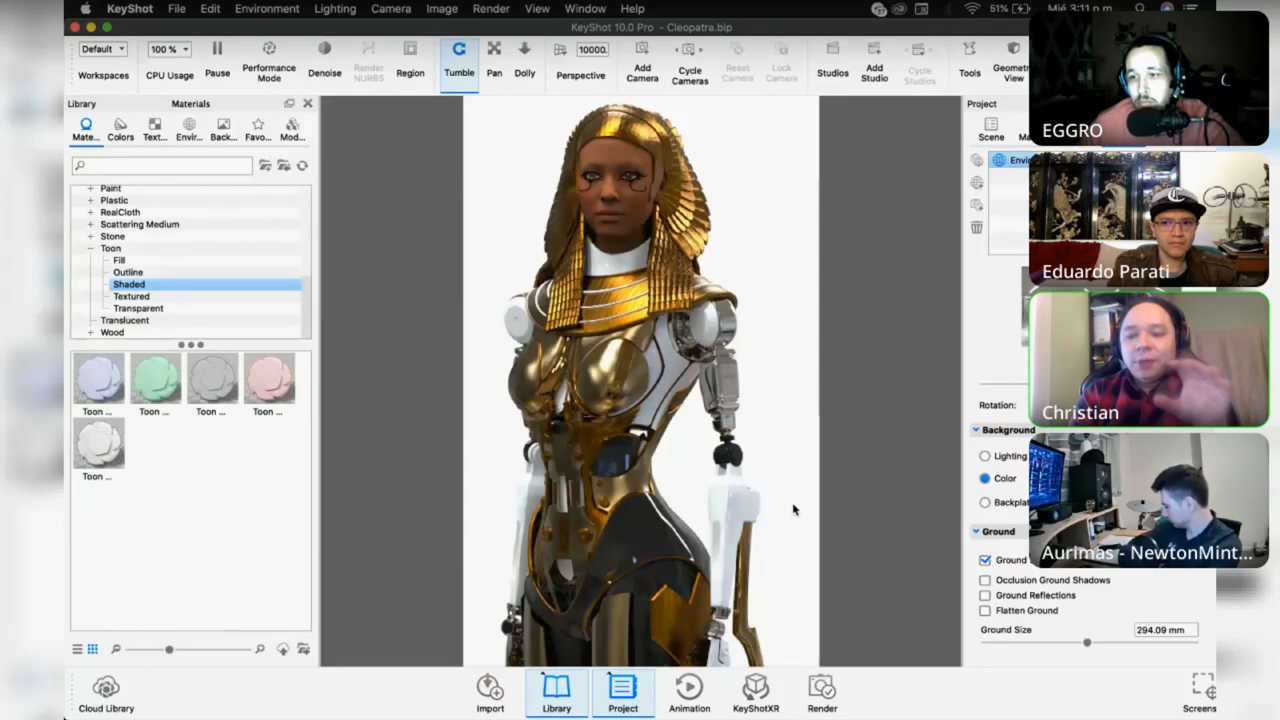 KeyShot File Edit Environment Lighting Camera Image Render View Window Help
51% Mié 3:11 p.m.
KeyShot 10.0 Pro - Cleopatra.bip
Default 100 % 10000.
Workspaces CPU Usage Pause Performance Mode Denoise Render NURBS Region Tumble Pan Dolly Perspective Add Camera Cycle Cameras Reset Camera Lock Camera Studios Add Studio Cycle Studios Tools Geomet View
Library Materials
Mate... Colors Text... Envir... Back... Favo... Mod...
Paint
Plastic
RealCloth
Scattering Medium
Stone
Toon
Fill
Outline
Shaded
Textured
Transparent
Translucent
Wood
Toon ... Toon ... Toon ... Toon ...
Toon ...
Project
Scene Ma
Envi
Rotation:
Background
Lighting
Color
Backpla
Ground
Ground
Occlusion Ground Shadows
Ground Reflections
Flatten Ground
Ground Size 294.09 mm
EGGRO
Eduardo Parati
Christian
Aurimas - NewtonMint...
Cloud Library Import Library Project Animation KeyShotXR Render Screens